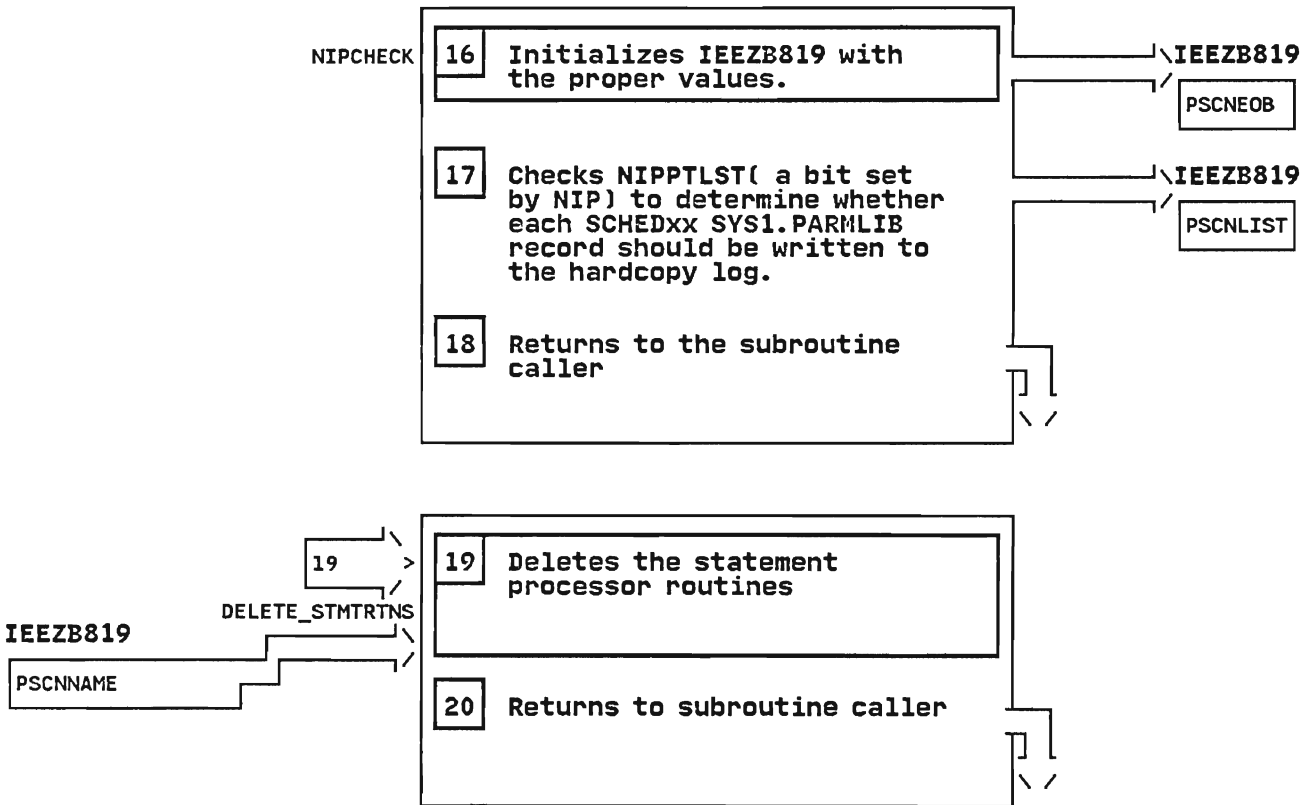 NIPCHECK
16 Initializes IEEZB819 with
the proper values.
IEEZB819
PSCNEOB
17 Checks NIPPTLST( a bit set
by NIP) to determine whether
each SCHEDxx SYS1.PARMLIB
record should be written to
the hardcopy log.
IEEZB819
PSCNLIST
18 Returns to the subroutine
caller
19
19 Deletes the statement
processor routines
DELETE_STMTRTNS
IEEZB819
PSCNNAME
20 Returns to subroutine caller